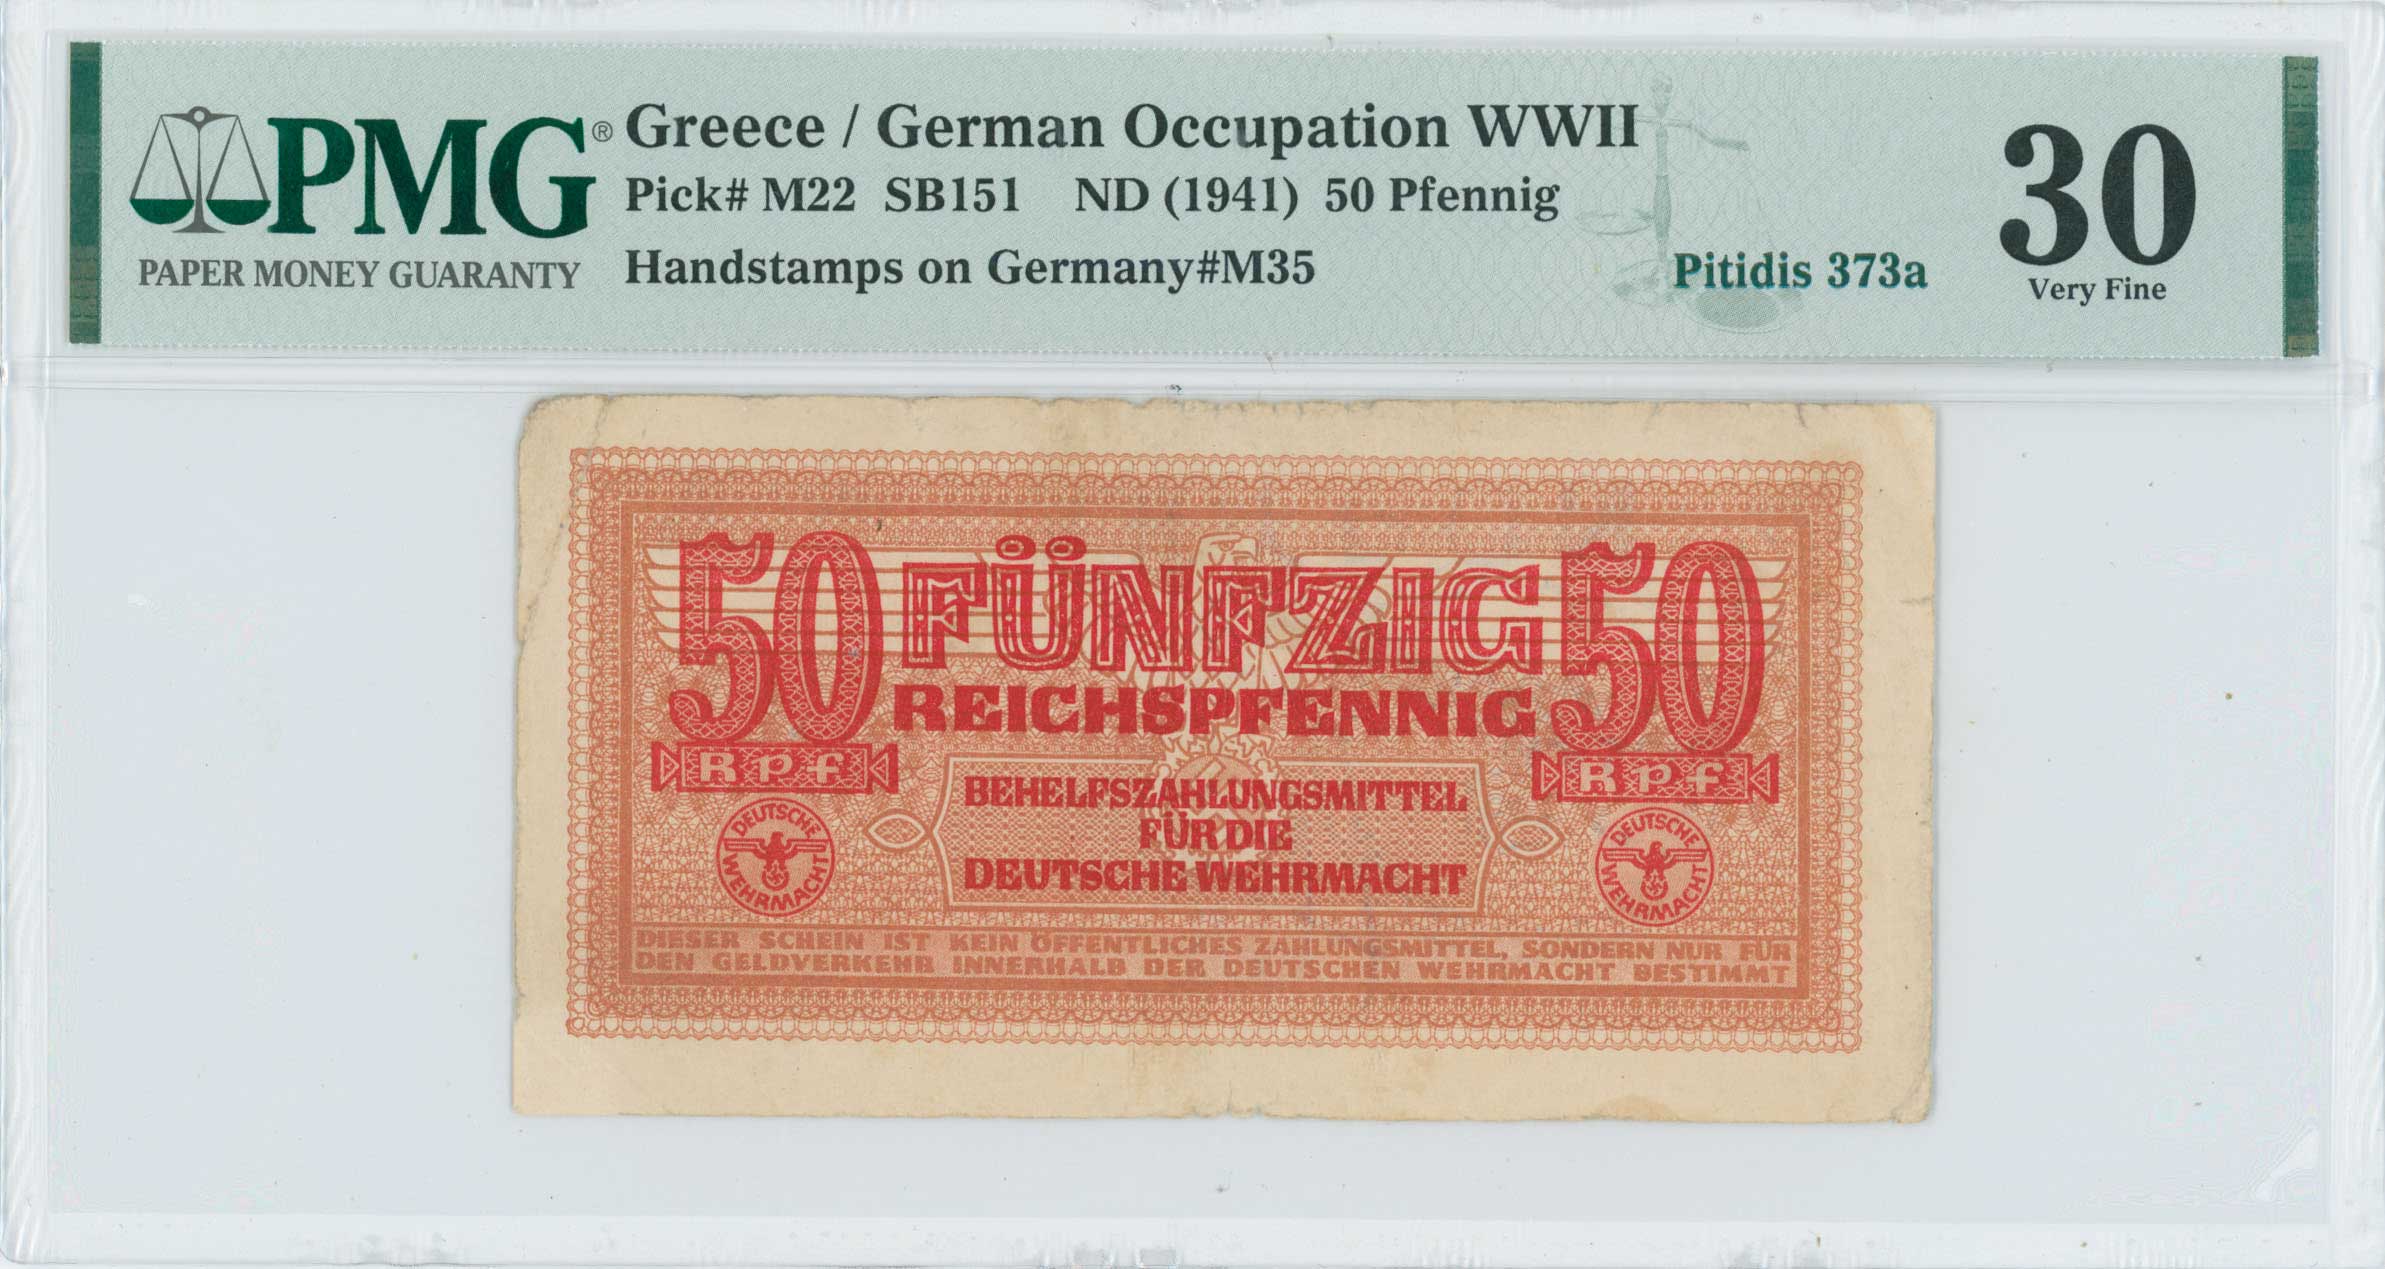 PMG®
PAPER MONEY GUARANTY
Greece / German Occupation WWII
Pick# M22 SB151 ND (1941) 50 Pfennig
Handstamps on Germany#M35
Pitidis 373a
30
Very Fine
50 FÜNFZIG 50
REICHSPFENNIG
Rpf Rpf
BEHELFSZAHLUNGSMITTEL
FÜR DIE
DEUTSCHE WEHRMACHT
DEUTSCHE WEHRMACHT
DEUTSCHE WEHRMACHT
DIESER SCHEIN IST KEIN ÖFFENTLICHES ZAHLUNGSMITTEL, SONDERN NUR FÜR
DEN GELDVERKEHR INNERHALB DER DEUTSCHEN WEHRMACHT BESTIMMT